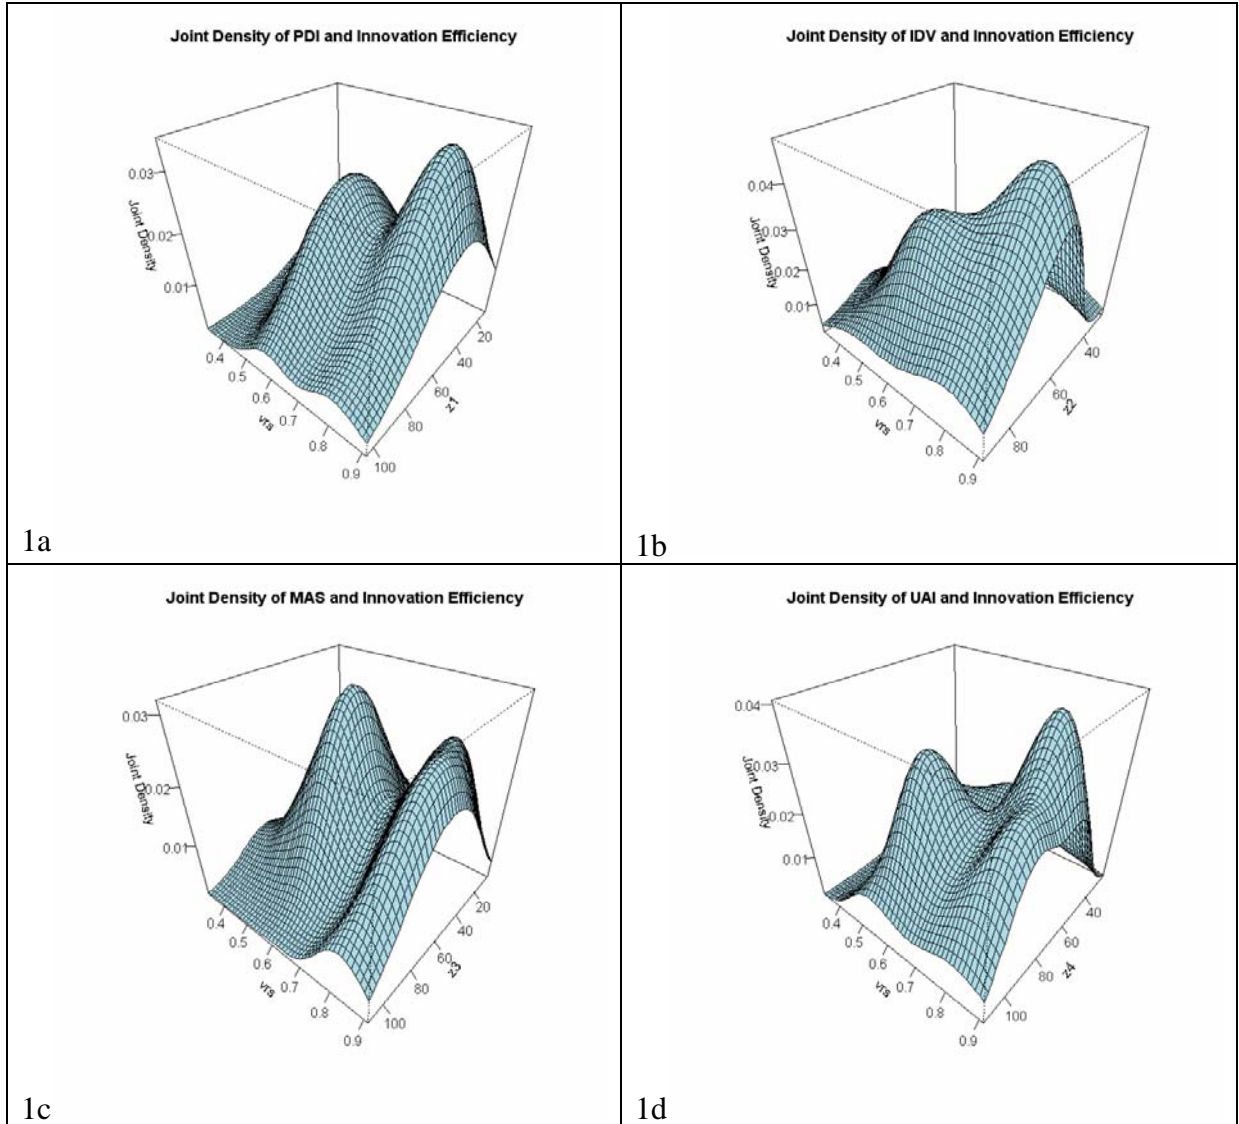 Joint Density of PDI and Innovation Efficiency
0.03
0.02
0.01
Joint Density
0.4
0.5
0.6
0.7
0.8
0.9
vrs
20
40
60
80
100
z1
1a
Joint Density of IDV and Innovation Efficiency
0.04
0.03
0.02
0.01
Joint Density
0.4
0.5
0.6
0.7
0.8
0.9
vrs
40
60
80
z2
1b
Joint Density of MAS and Innovation Efficiency
0.03
0.02
0.01
Joint Density
0.4
0.5
0.6
0.7
0.8
0.9
vrs
20
40
60
80
100
z3
1c
Joint Density of UAI and Innovation Efficiency
0.04
0.03
0.02
0.01
Joint Density
0.4
0.5
0.6
0.7
0.8
0.9
vrs
40
60
80
100
z4
1d